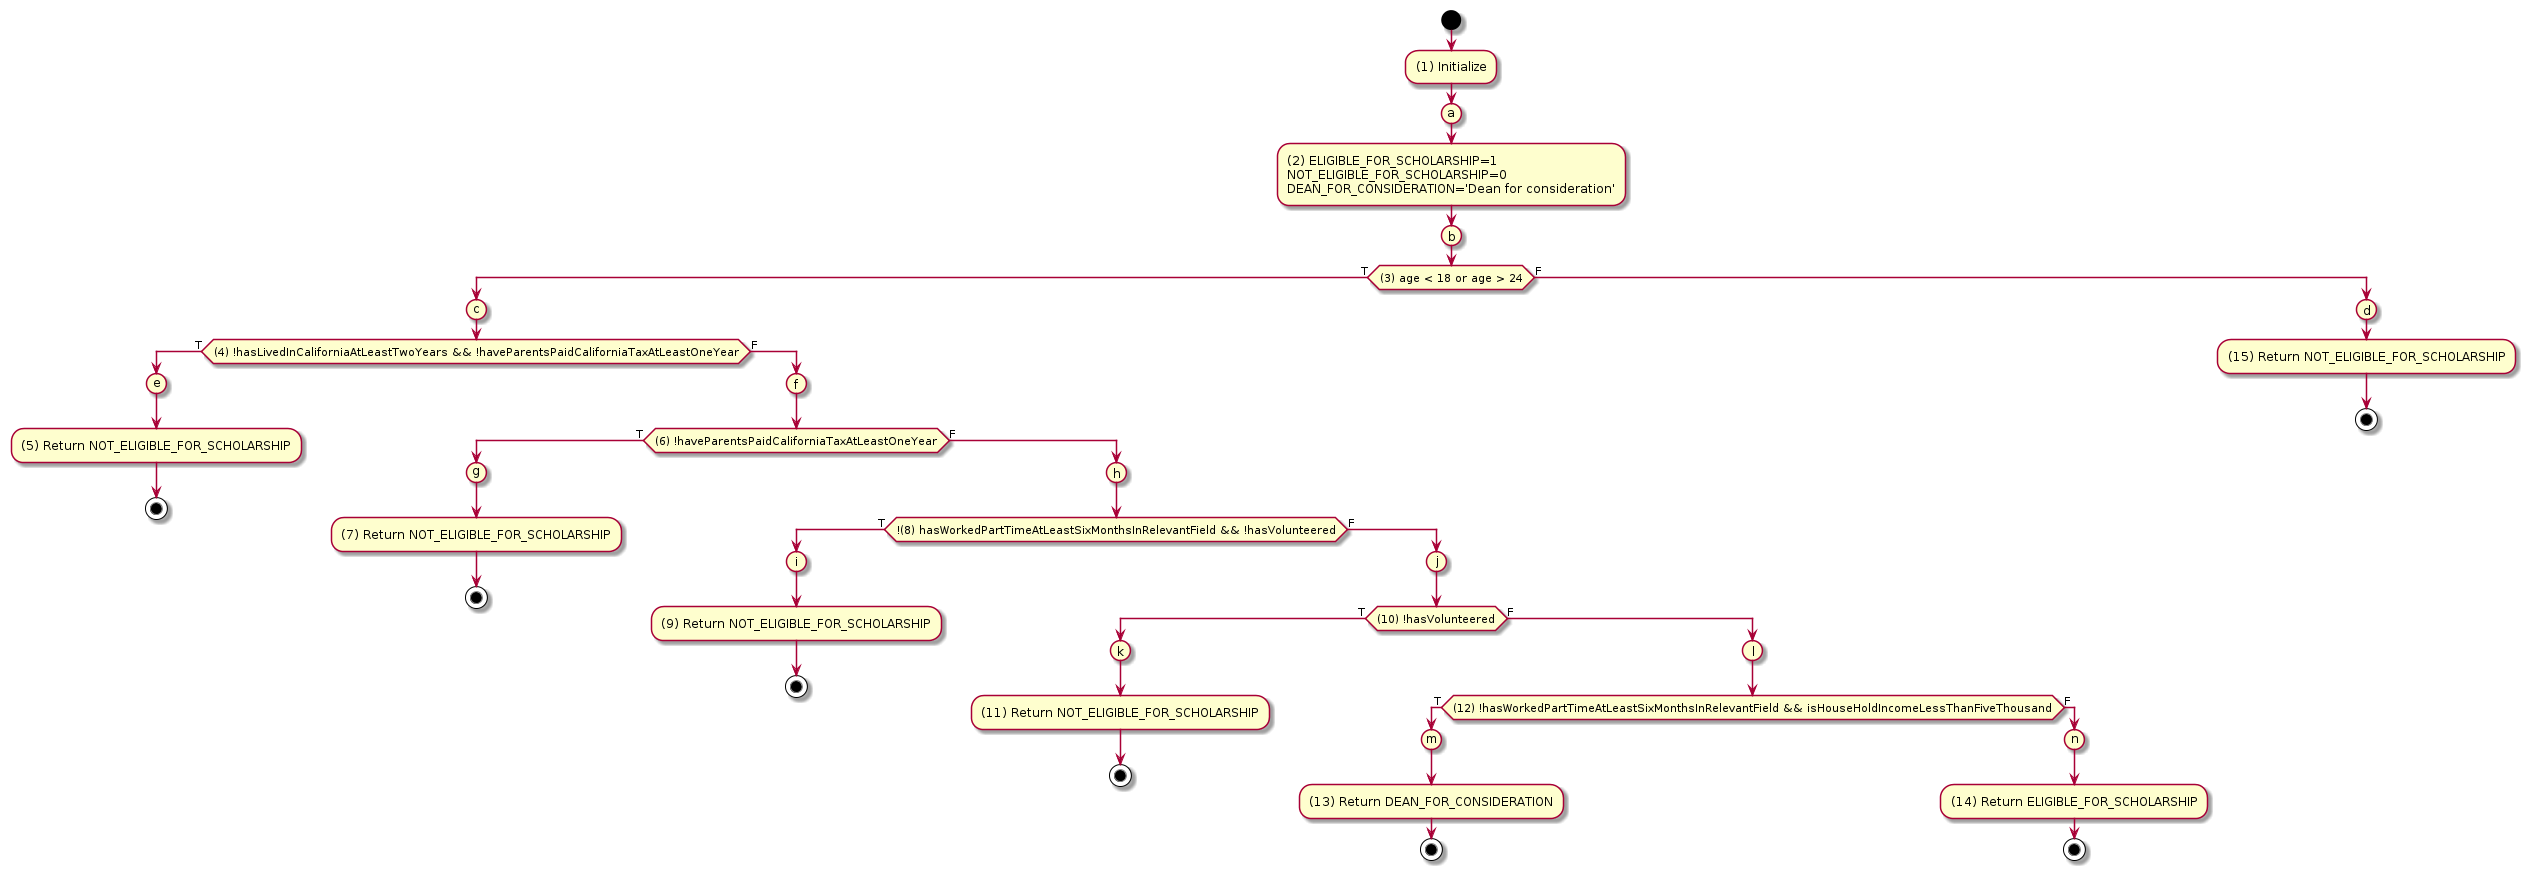 (1) Initialize
a
(2) ELIGIBLE_FOR_SCHOLARSHIP=1
NOT_ELIGIBLE_FOR_SCHOLARSHIP=0
DEAN_FOR_CONSIDERATION='Dean for consideration'
b
T
(3) age < 18 or age > 24
F
c
d
T
(4) !hasLivedInCaliforniaAtLeastTwoYears && !haveParentsPaidCaliforniaTaxAtLeastOneYear
F
(15) Return NOT_ELIGIBLE_FOR_SCHOLARSHIP
e
f
(5) Return NOT_ELIGIBLE_FOR_SCHOLARSHIP
T
(6) !haveParentsPaidCaliforniaTaxAtLeastOneYear
F
g
h
(7) Return NOT_ELIGIBLE_FOR_SCHOLARSHIP
T
!(8) hasWorkedPartTimeAtLeastSixMonthsInRelevantField && !hasVolunteered
F
i
j
(9) Return NOT_ELIGIBLE_FOR_SCHOLARSHIP
T
(10) !hasVolunteered
F
k
l
(11) Return NOT_ELIGIBLE_FOR_SCHOLARSHIP
T
(12) !hasWorkedPartTimeAtLeastSixMonthsInRelevantField && isHouseHoldIncomeLessThanFiveThousand
F
m
n
(13) Return DEAN_FOR_CONSIDERATION
(14) Return ELIGIBLE_FOR_SCHOLARSHIP